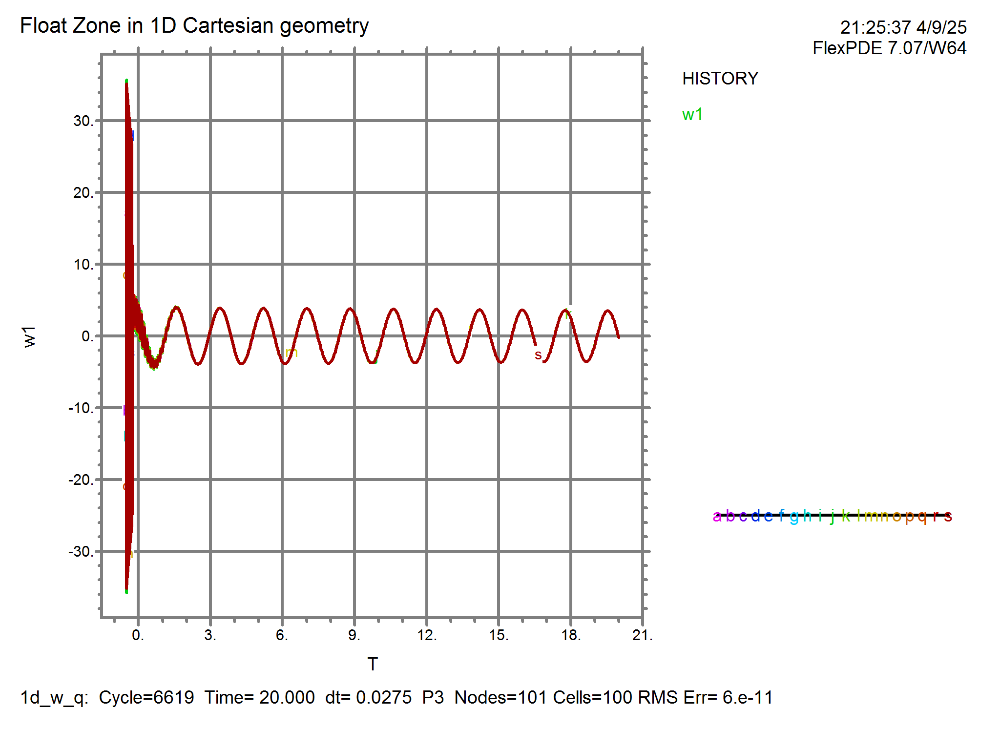 Float Zone in 1D Cartesian geometry
21:25:37 4/9/25
FlexPDE 7.07/W64
HISTORY
w1
30.
20.
10.
0.
-10.
-20.
-30.
w1
m
s
a b c d e f g h i j k l m n o p q r s
0. 3. 6. 9. 12. 15. 18. 21.
T
1d_w_q: Cycle=6619 Time= 20.000 dt= 0.0275 P3 Nodes=101 Cells=100 RMS Err= 6.e-11